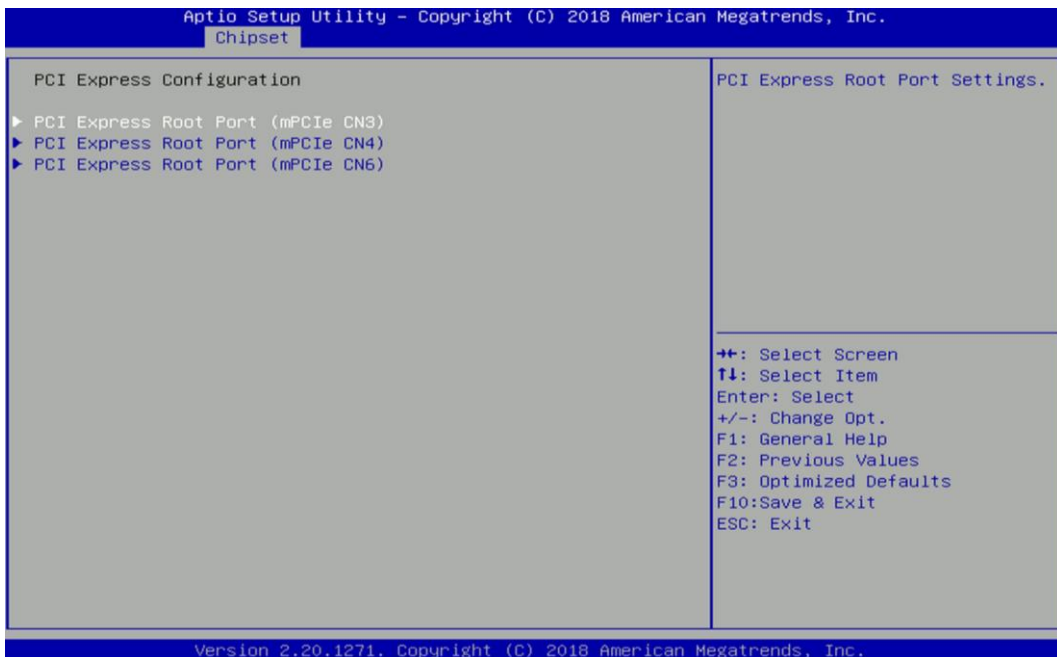 Aptio Setup Utility – Copyright (C) 2018 American Megatrends, Inc.
Chipset
PCI Express Configuration
▶ PCI Express Root Port (mPCIe CN3)
▶ PCI Express Root Port (mPCIe CN4)
▶ PCI Express Root Port (mPCIe CN6)
PCI Express Root Port Settings.
→←: Select Screen
↑↓: Select Item
Enter: Select
+/-: Change Opt.
F1: General Help
F2: Previous Values
F3: Optimized Defaults
F10:Save & Exit
ESC: Exit
Version 2.20.1271. Copyright (C) 2018 American Megatrends, Inc.